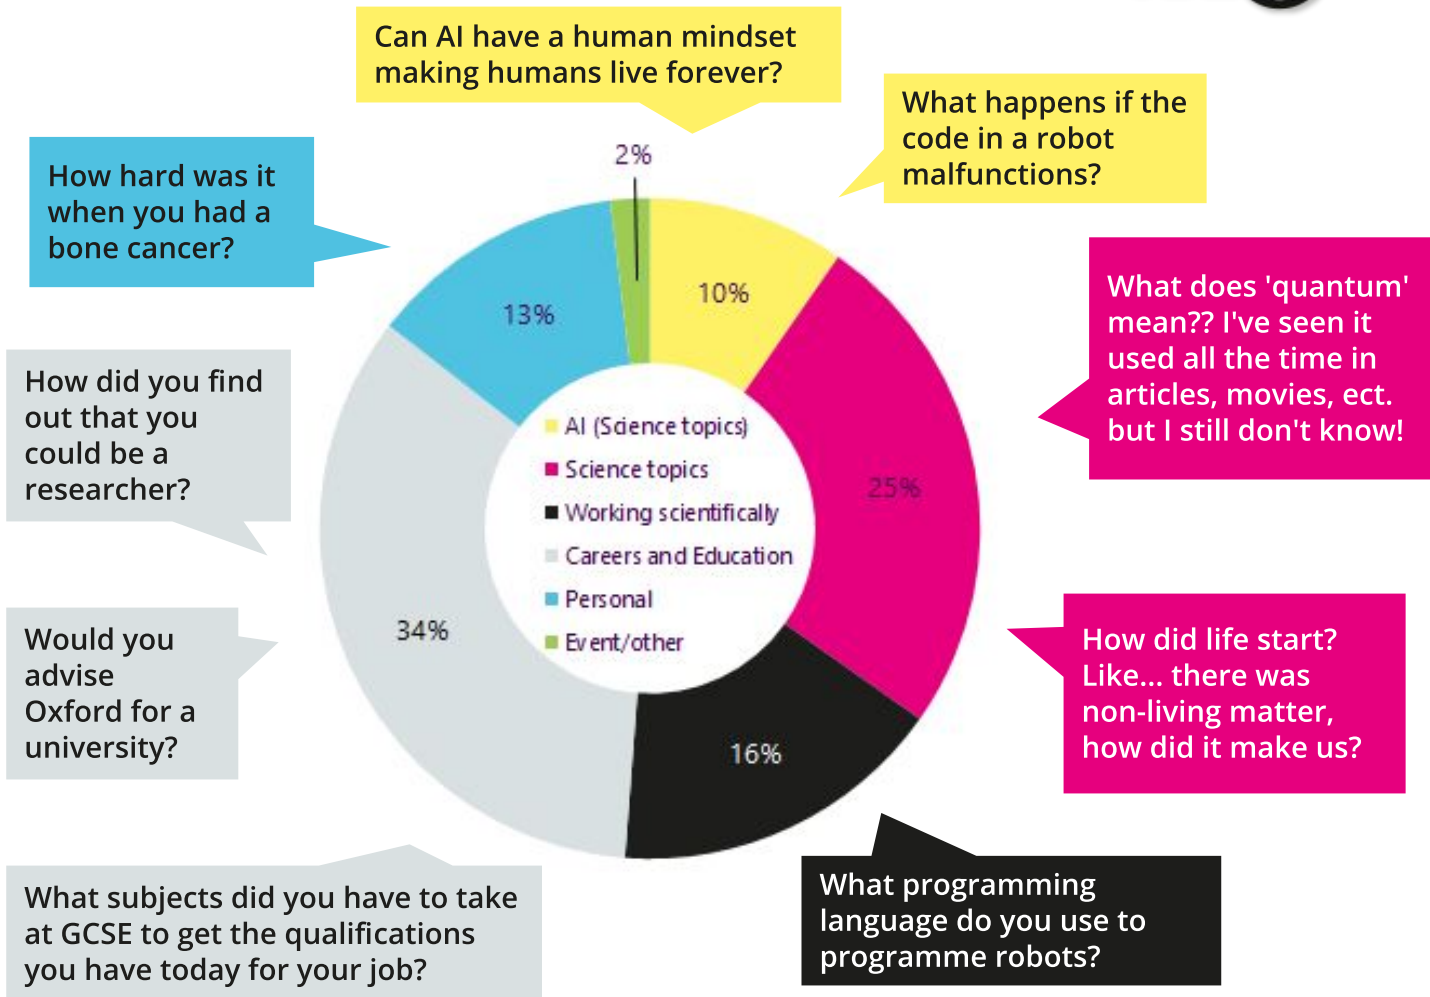 Can AI have a human mindset
making humans live forever?
What happens if the
code in a robot
malfunctions?
2%
How hard was it
when you had a
bone cancer?
10%
13%
What does 'quantum'
mean?? I've seen it
used all the time in
articles, movies, ect.
but I still don't know!
How did you find
out that you
could be a
researcher?
AI (Science topics)
Science topics
Working scientifically
Careers and Education
Personal
Event/other
25%
34%
Would you
advise
Oxford for a
university?
How did life start?
Like... there was
non-living matter,
how did it make us?
16%
What subjects did you have to take
at GCSE to get the qualifications
you have today for your job?
What programming
language do you use to
programme robots?